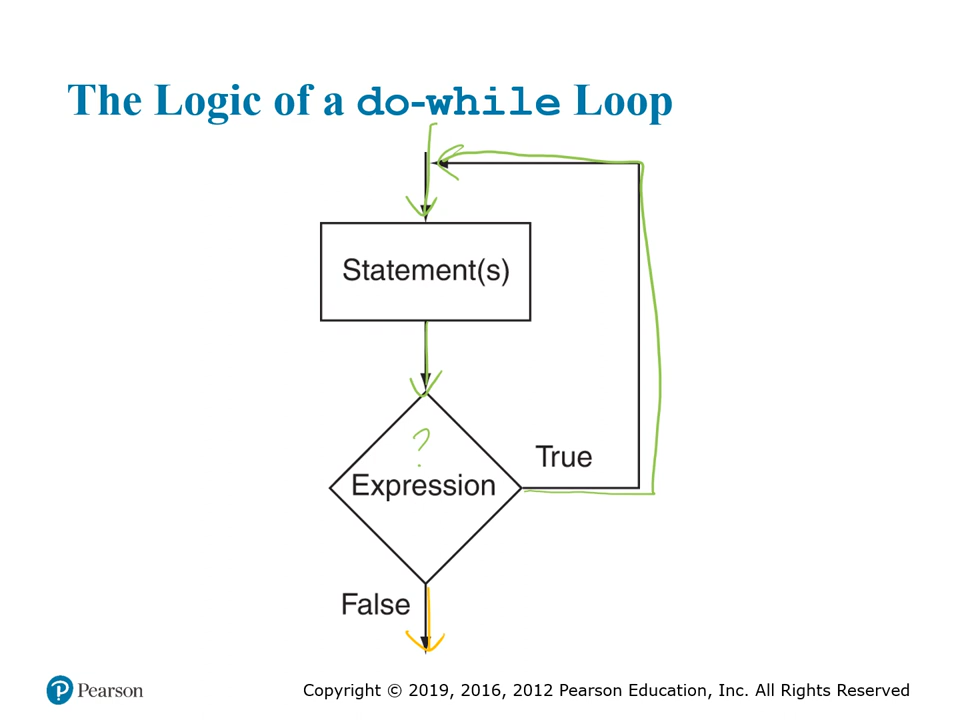 The Logic of a do-while Loop
Statement(s)
?
Expression
True
False
Pearson
Copyright © 2019, 2016, 2012 Pearson Education, Inc. All Rights Reserved